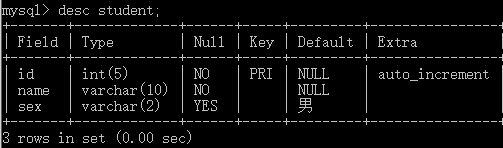 mysql> desc student;
+-------+-------------+------+-----+---------+----------------+
| Field | Type | Null | Key | Default | Extra |
+-------+-------------+------+-----+---------+----------------+
| id | int(5) | NO | PRI | NULL | auto_increment |
| name | varchar(10) | NO | | NULL | |
| sex | varchar(2) | YES | | 男 | |
+-------+-------------+------+-----+---------+----------------+
3 rows in set (0.00 sec)